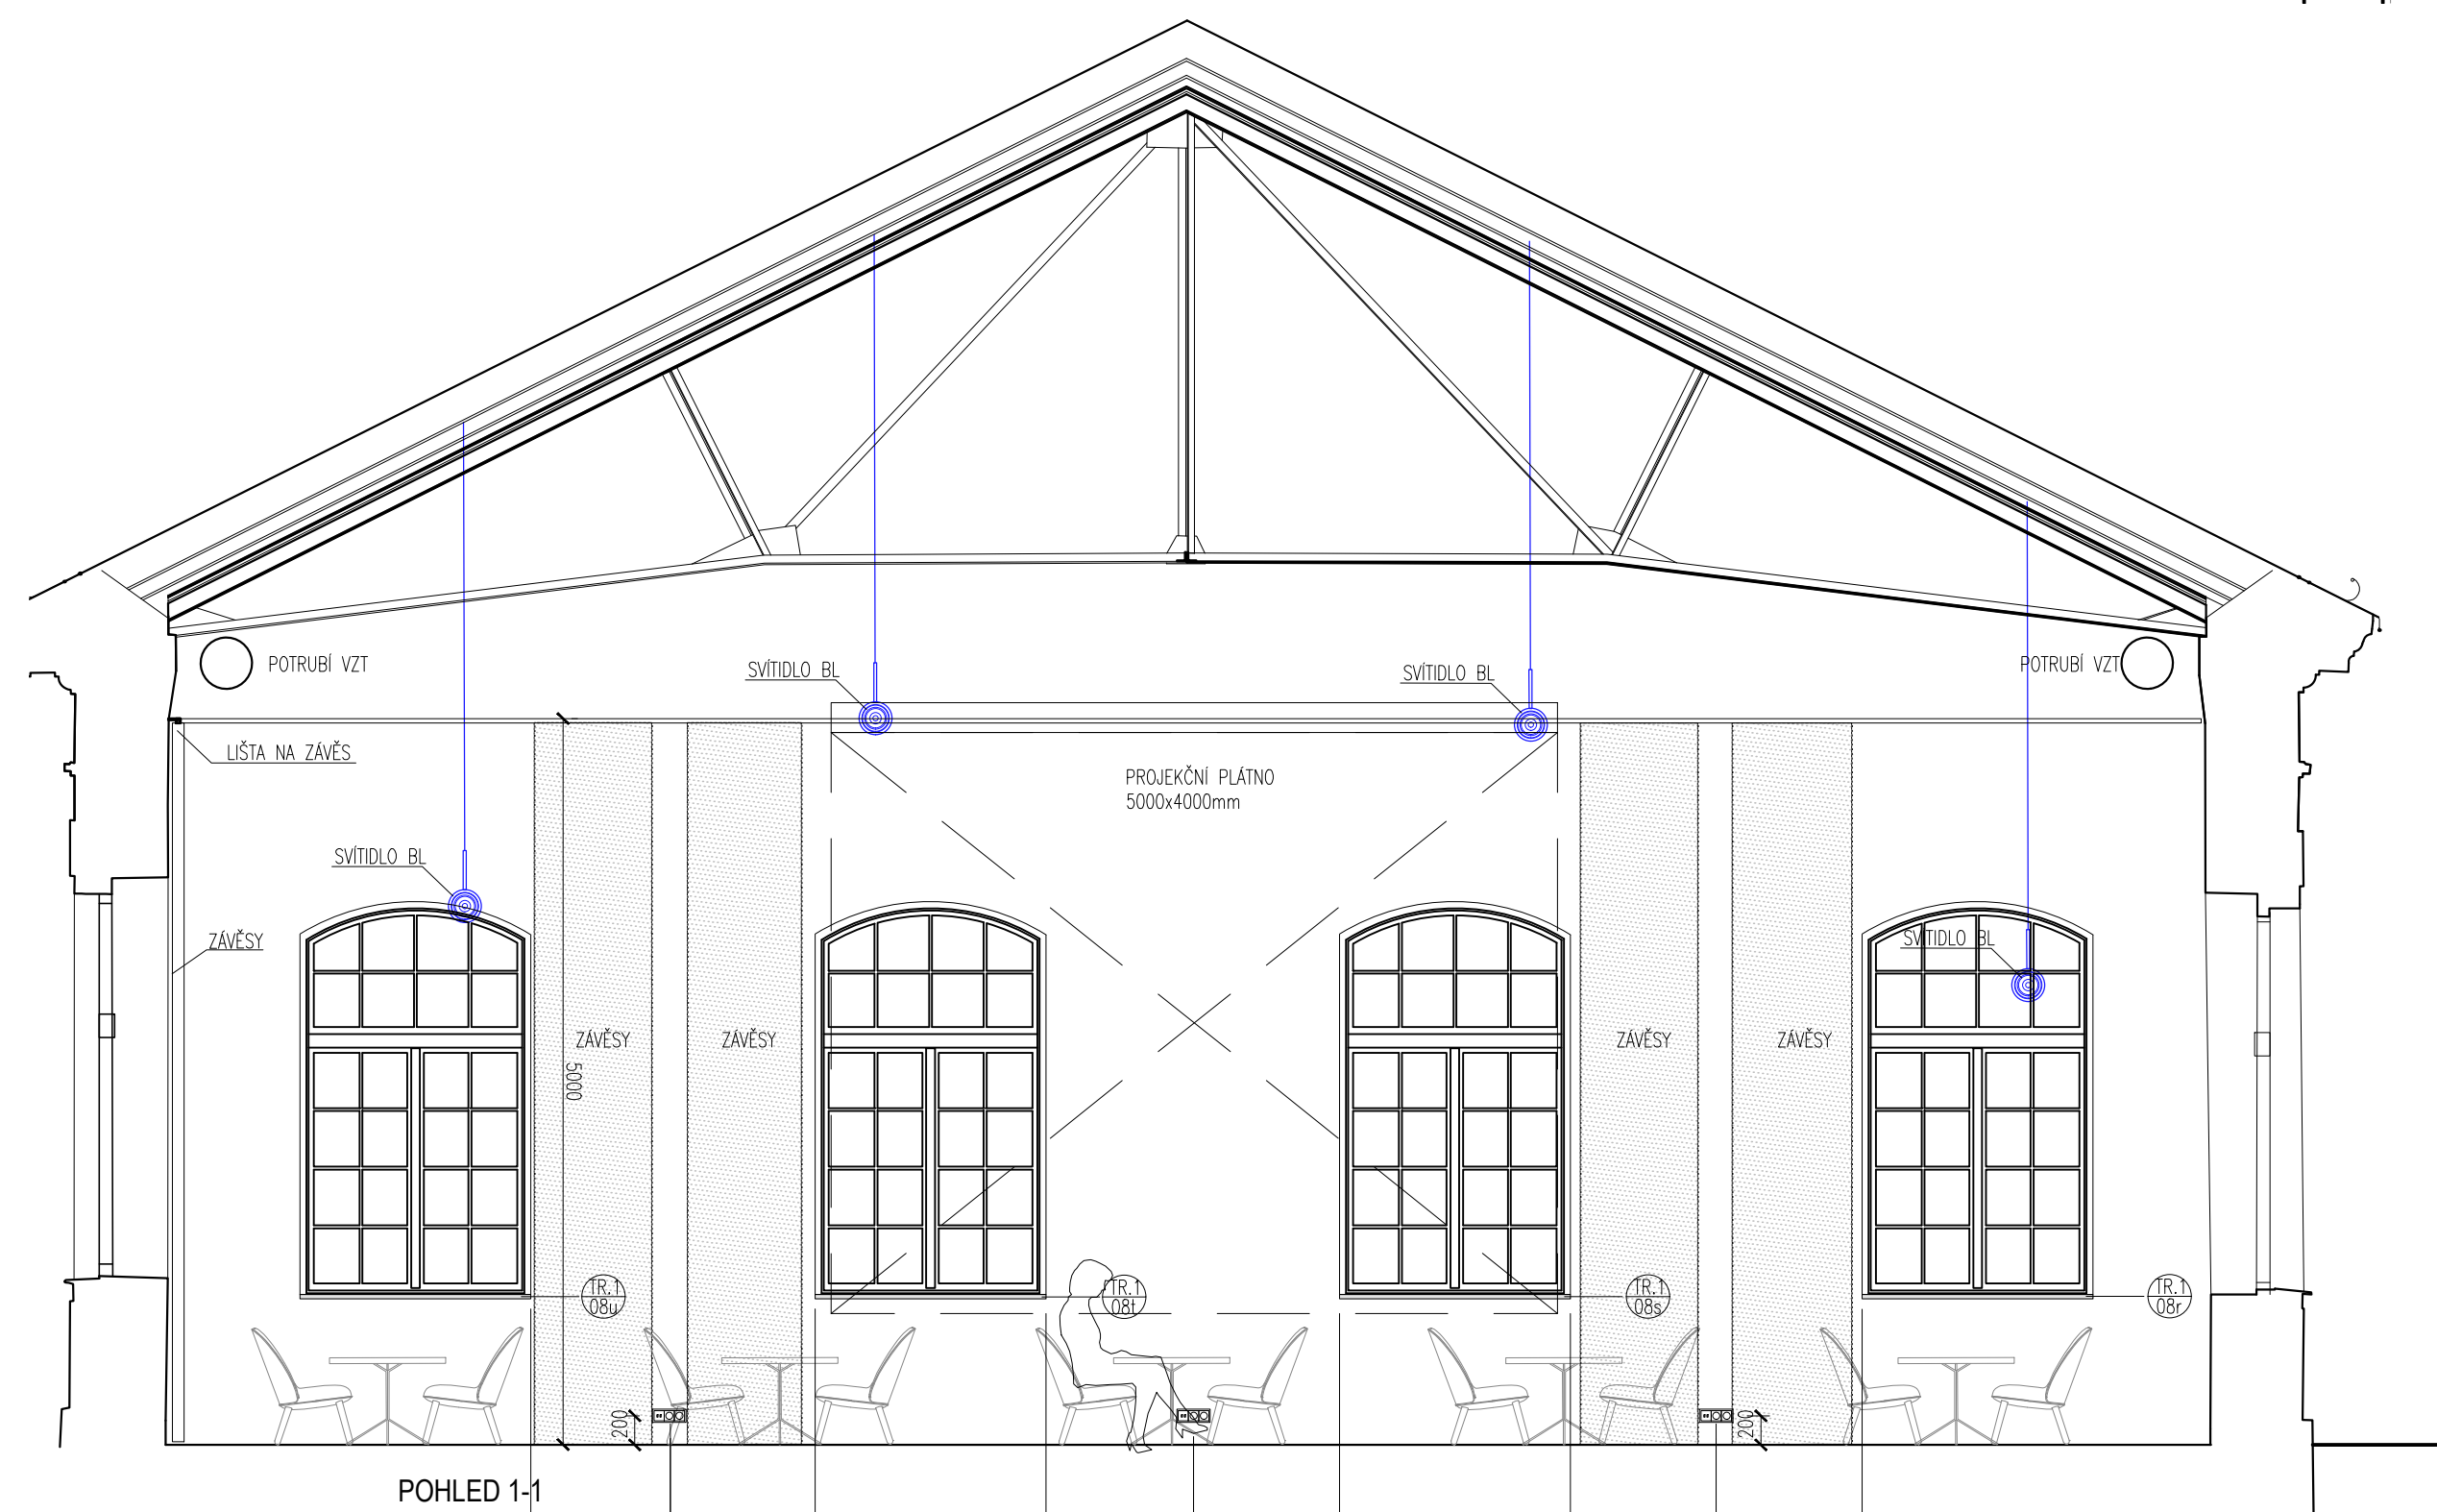 POTRUBÍ VZT
SVÍTIDLO BL
SVÍTIDLO BL
POTRUBÍ VZT
LIŠTA NA ZÁVĚS
PROJEKČNÍ PLÁTNO
5000x4000mm
SVÍTIDLO BL
ZÁVĚSY
SVÍTIDLO BL
ZÁVĚSY
ZÁVĚSY
ZÁVĚSY
ZÁVĚSY
5000
TR.1
08u
TR.1
08t
TR.1
08s
TR.1
08r
200
200
POHLED 1-1